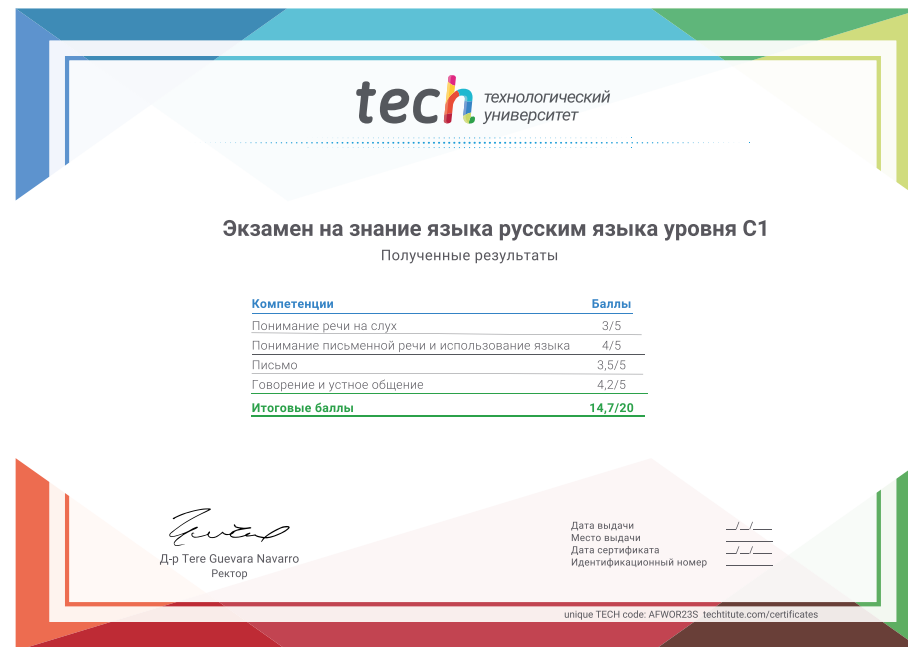 tech технологический
университет
Экзамен на знание языка русским языка уровня C1
Полученные результаты
Компетенции Баллы
Понимание речи на слух 3/5
Понимание письменной речи и использование языка 4/5
Письмо 3,5/5
Говорение и устное общение 4,2/5
Итоговые баллы 14,7/20
Дата выдачи __/__/____
Место выдачи ________
Дата сертификата __/__/____
Идентификационный номер ________
Д-р Tere Guevara Navarro
Ректор
unique TECH code: AFWOR23S techtitute.com/certificates